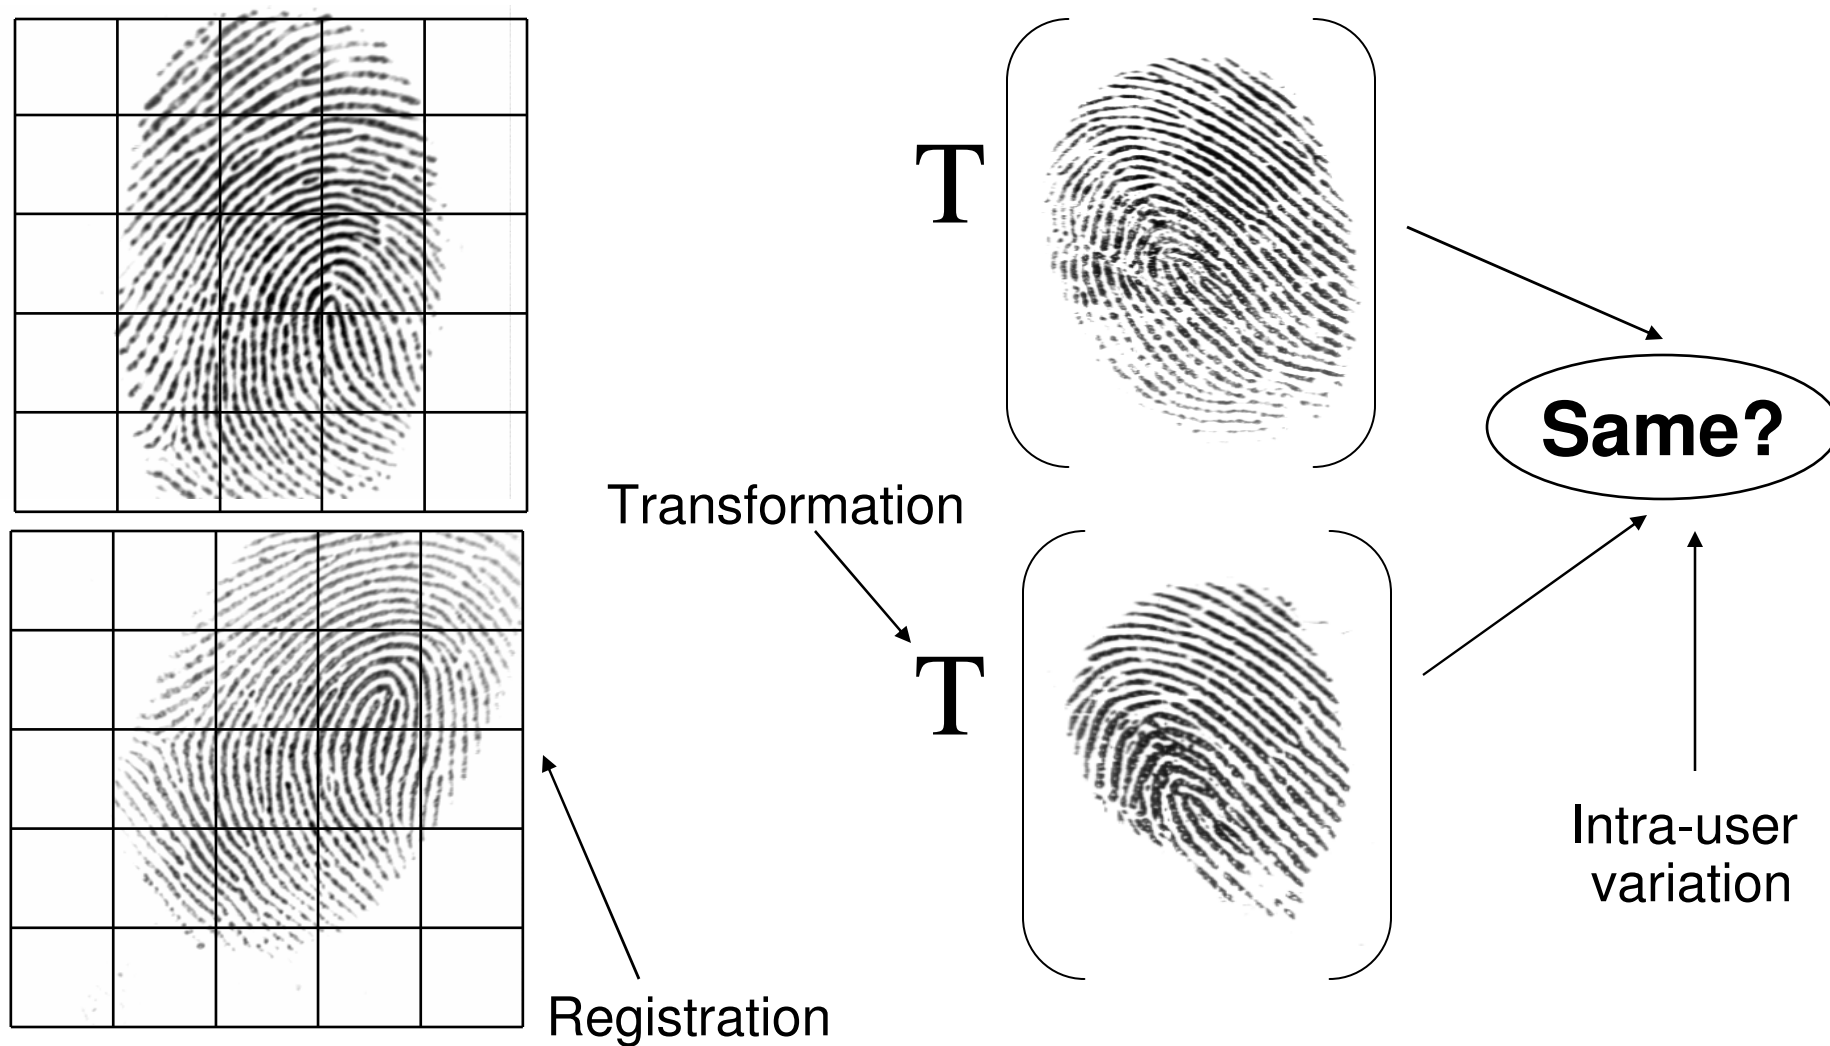 T
Same?
Transformation
T
Intra-user
variation
Registration